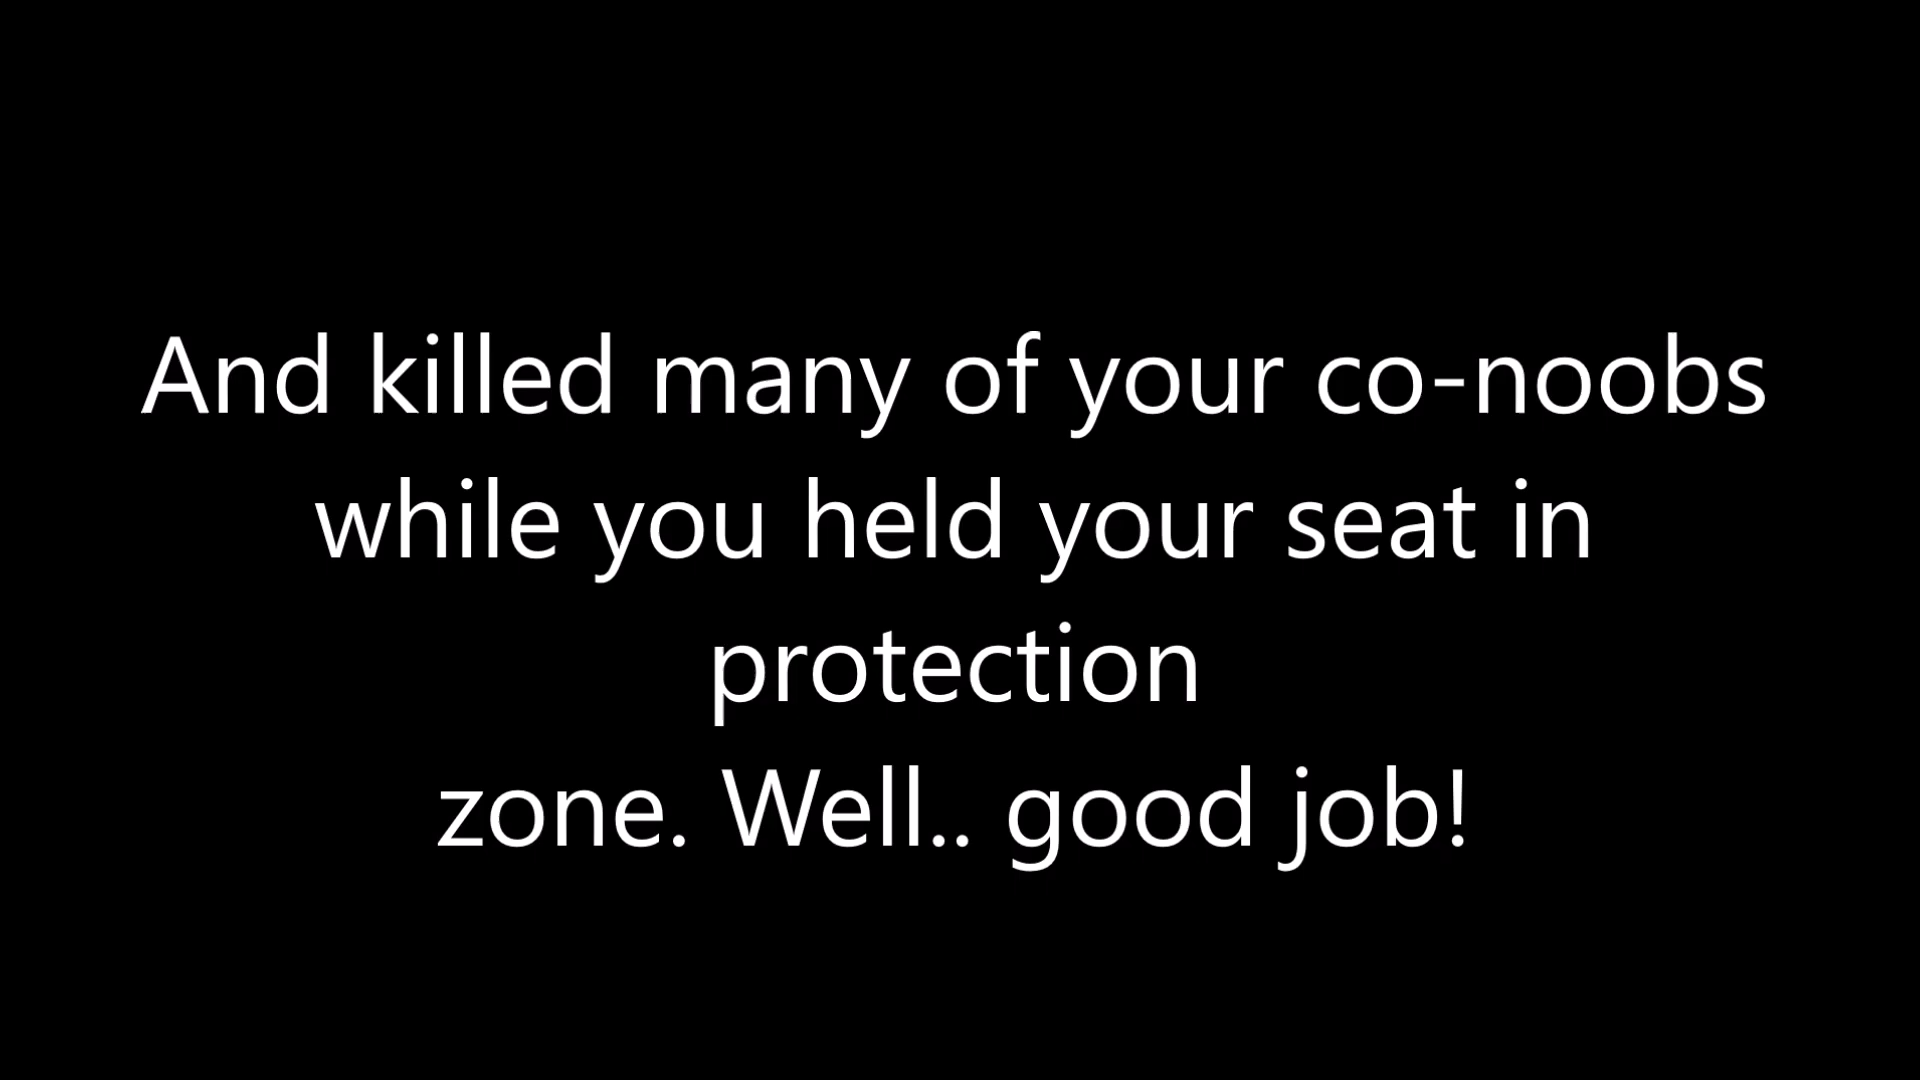 And killed many of your co-noobs
while you held your seat in
protection
zone. Well.. good job!